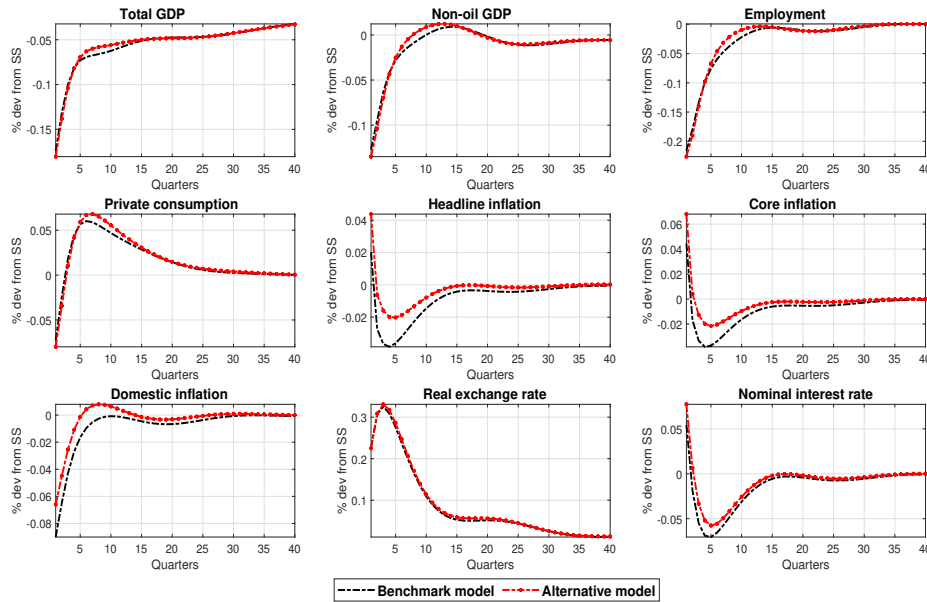 Total GDP
% dev from SS
-0.05
-0.1
-0.15
5 10 15 20 25 30 35 40
Quarters
Non-oil GDP
% dev from SS
0
-0.05
-0.1
5 10 15 20 25 30 35 40
Quarters
Employment
% dev from SS
0
-0.05
-0.1
-0.15
-0.2
5 10 15 20 25 30 35 40
Quarters
Private consumption
% dev from SS
0.05
0
0.05
5 10 15 20 25 30 35 40
Quarters
Headline inflation
% dev from SS
0.04
0.02
0
-0.02
5 10 15 20 25 30 35 40
Quarters
Core inflation
% dev from SS
0.06
0.04
0.02
0
-0.02
5 10 15 20 25 30 35 40
Quarters
Domestic inflation
% dev from SS
0
-0.02
-0.04
-0.06
-0.08
5 10 15 20 25 30 35 40
Quarters
Real exchange rate
% dev from SS
0.3
0.2
0.1
5 10 15 20 25 30 35 40
Quarters
Nominal interest rate
% dev from SS
0.05
0
-0.05
5 10 15 20 25 30 35 40
Quarters
Benchmark model Alternative model